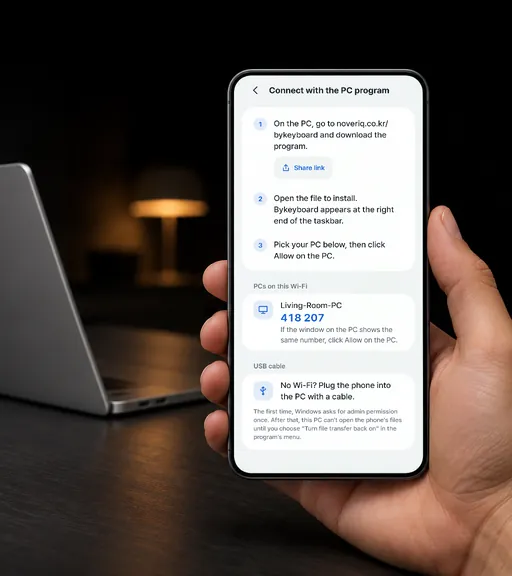 Connect with the PC program
1
On the PC, go to noveriq.co.kr/
bykeyboard and download the
program.
Share link
2
Open the file to install.
Bykeyboard appears at the right
end of the taskbar.
3
Pick your PC below, then click
Allow on the PC.
PCs on this Wi-Fi
Living-Room-PC
418 207
If the window on the PC shows the
same number, click Allow on the PC.
USB cable
No Wi-Fi? Plug the phone into
the PC with a cable.
The first time, Windows asks for admin permission
once. After that, this PC can't open the phone's files
until you choose "Turn file transfer back on" in the
program's menu.